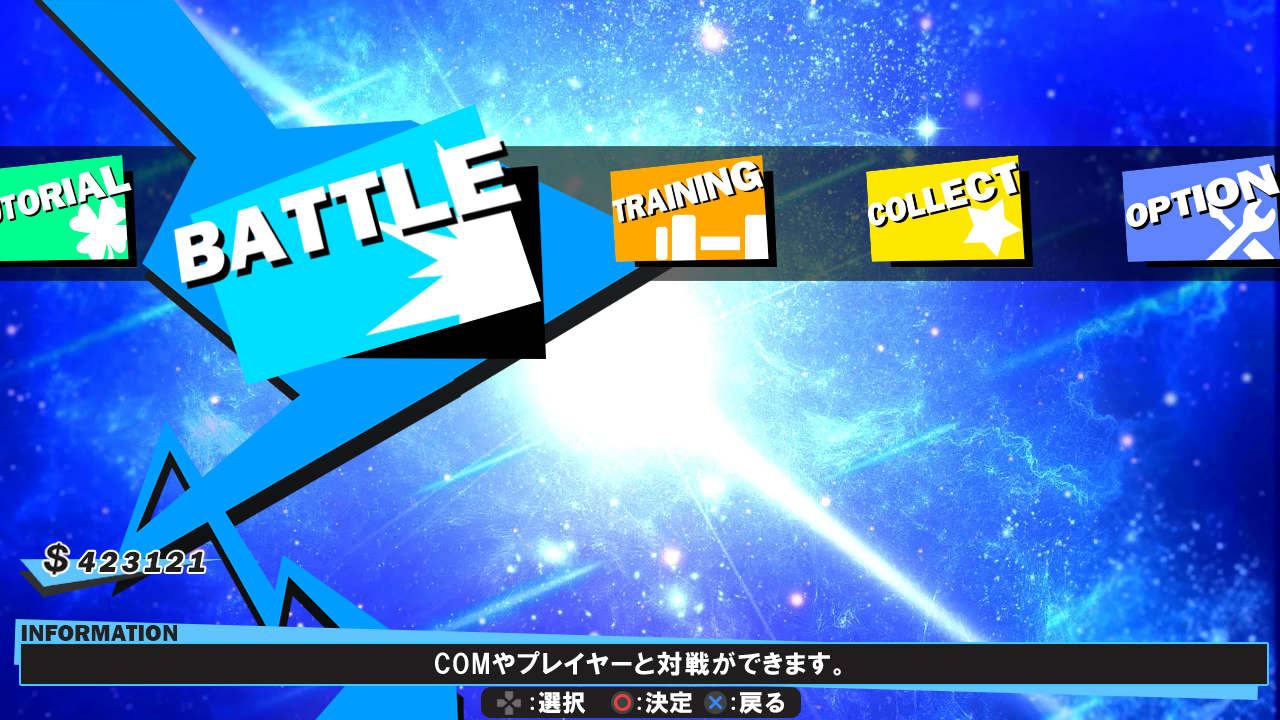 TORIAL
BATTLE
TRAINING
COLLECT
OPTION
$ 423121
INFORMATION
COMやプレイヤーと対戦ができます。
:選択 :決定 :戻る